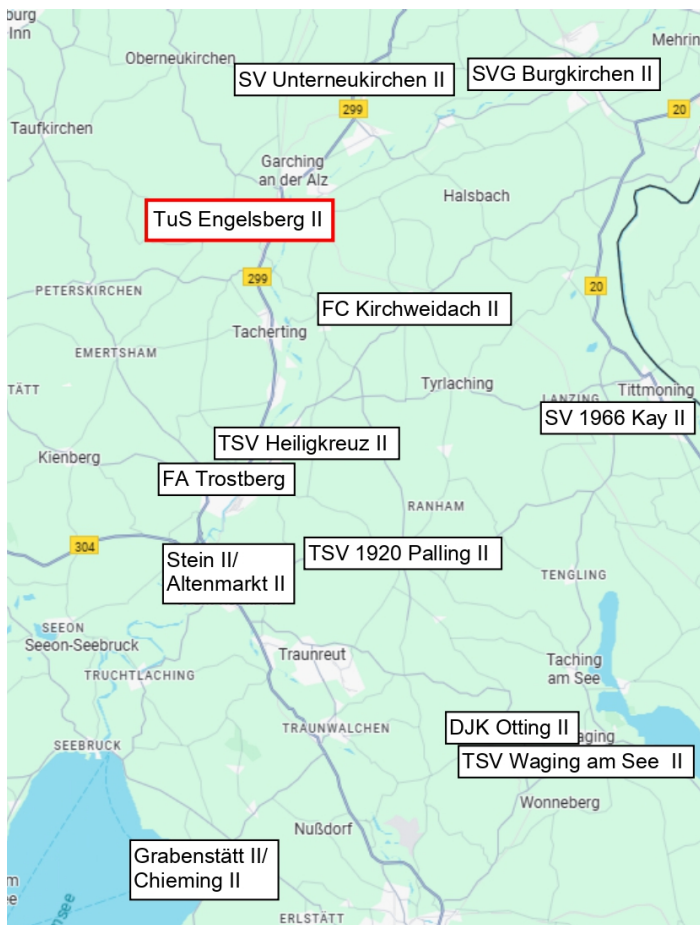 burg
Inn
Oberneukirchen
Mehrin
SV Unterneukirchen II
SVG Burgkirchen II
299
20
Taufkirchen
Garching
an der Alz
Halsbach
TuS Engelsberg II
299
20
PETERSKIRCHEN
FC Kirchweidach II
Tacherting
EMERTSHAM
TÄTT
Tyrlaching
LANZING
Tittmoning
SV 1966 Kay II
TSV Heiligkreuz II
Kienberg
FA Trostberg
RANHAM
304
Stein II/
Altenmarkt II
TSV 1920 Palling II
TENGLING
SEEON
Seeon-Seebruck
Traunreut
Taching
am See
TRUCHTLACHING
TRAUNWALCHEN
DJK Otting II
aging
SEEBRUCK
TSV Waging am See II
Wonneberg
Nußdorf
Grabenstätt II/
Chieming II
m
ee
nsee
ERLSTÄTT